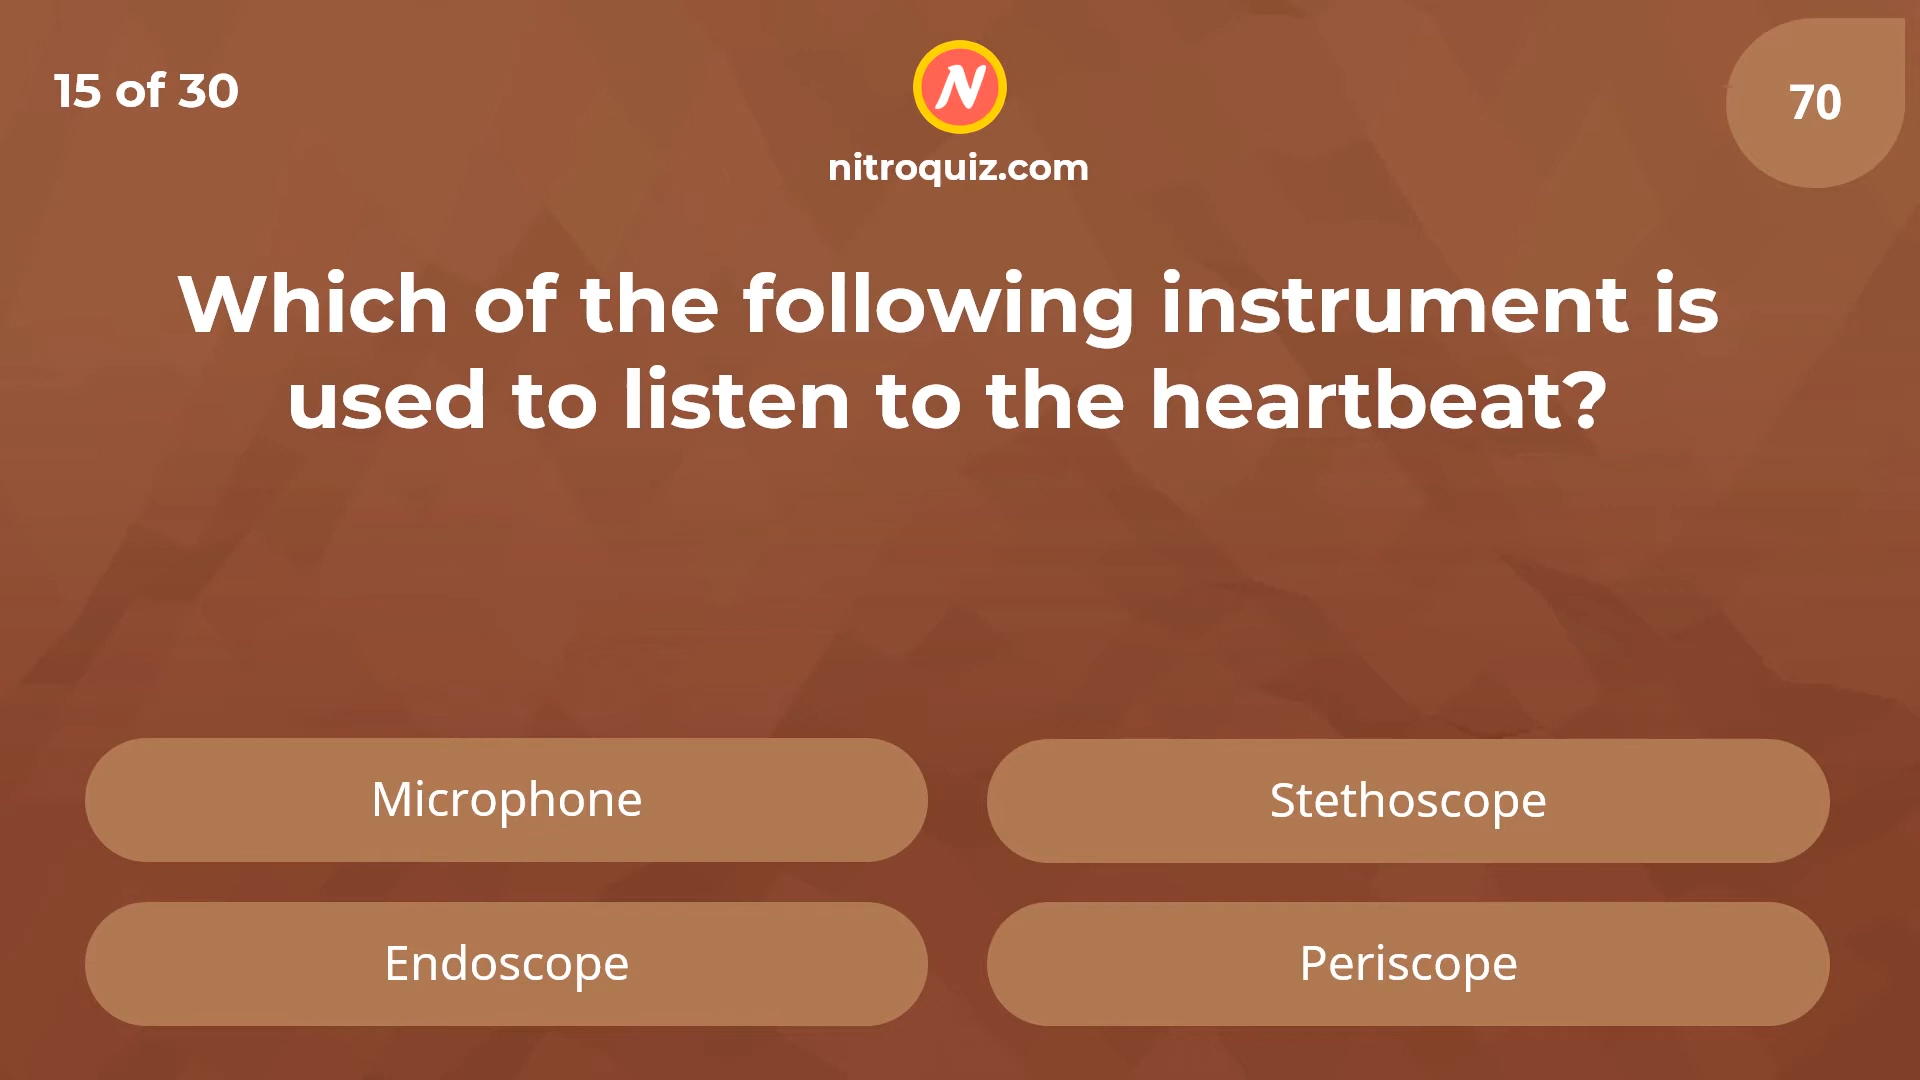 15 of 30
N
nitroquiz.com
70
Which of the following instrument is
used to listen to the heartbeat?
Microphone
Stethoscope
Endoscope
Periscope